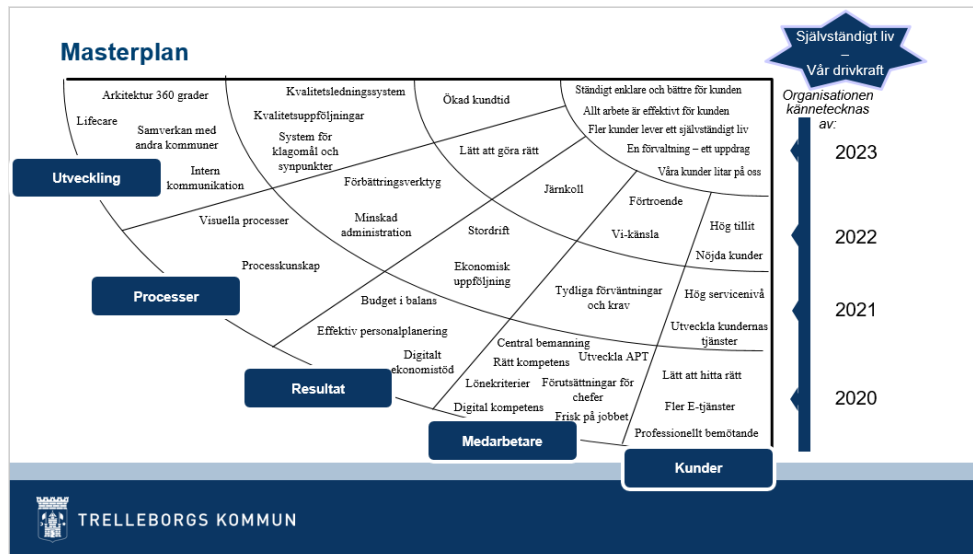 Masterplan
Självständigt liv
–
Vår drivkraft
Organisationen
kännetecknas
av:
2023
2022
2021
2020
Arkitektur 360 grader
Lifecare
Samverkan med
andra kommuner
Intern
kommunikation
Utveckling
Kvalitetsledningssystem
Kvalitetsuppföljningar
System för
klagomål och
synpunkter
Ökad kundtid
Lätt att göra rätt
Ständigt enklare och bättre för kunden
Allt arbete är effektivt för kunden
Fler kunder lever ett självständigt liv
En förvaltning – ett uppdrag
Våra kunder litar på oss
Visuella processer
Processkunskap
Processer
Förbättringsverktyg
Minskad
administration
Järnkoll
Stordrift
Ekonomisk
uppföljning
Budget i balans
Effektiv personalplanering
Digitalt
ekonomistöd
Resultat
Förtroende
Vi-känsla
Tydliga förväntningar
och krav
Central bemanning
Rätt kompetens
Utveckla APT
Lönekriterier
Förutsättningar för
chefer
Digital kompetens
Frisk på jobbet
Medarbetare
Hög tillit
Nöjda kunder
Hög servicenivå
Utveckla kundernas
tjänster
Lätt att hitta rätt
Fler E-tjänster
Professionellt bemötande
Kunder
TRELLEBORGS KOMMUN